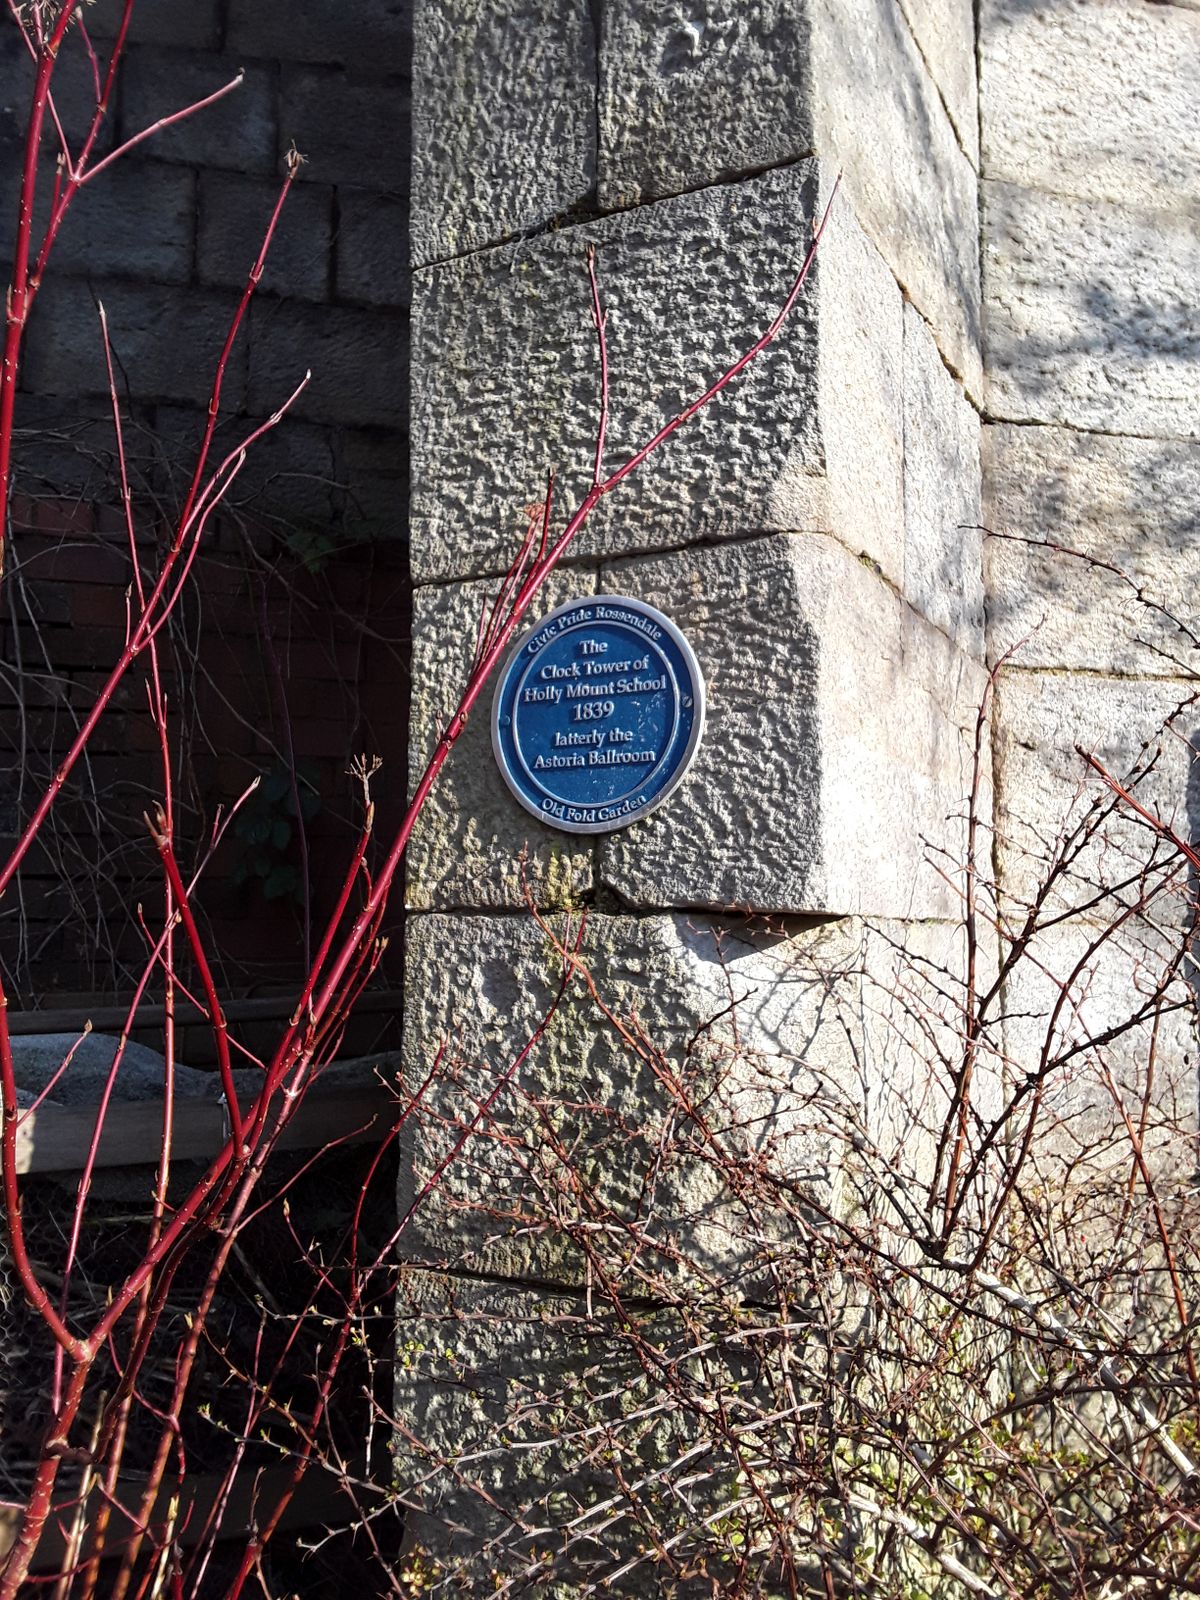 Civic Pride Rossendale
The
Clock Tower of
Holly Mount School
1839
latterly the
Astoria Ballroom
Old Fold Garden